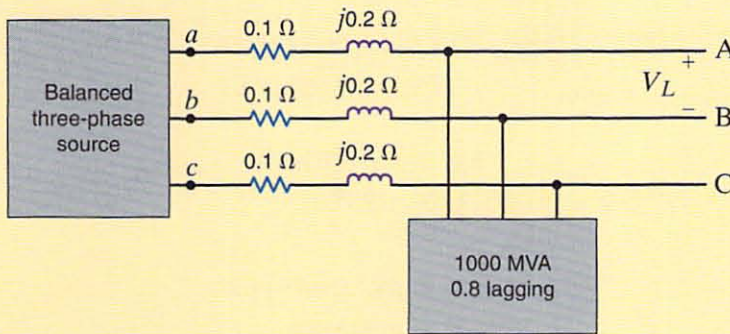 a 0.1 Ω j0.2 Ω A
Balanced
three-phase
source
b 0.1 Ω j0.2 Ω B
+
V_L
−
c 0.1 Ω j0.2 Ω C
1000 MVA
0.8 lagging